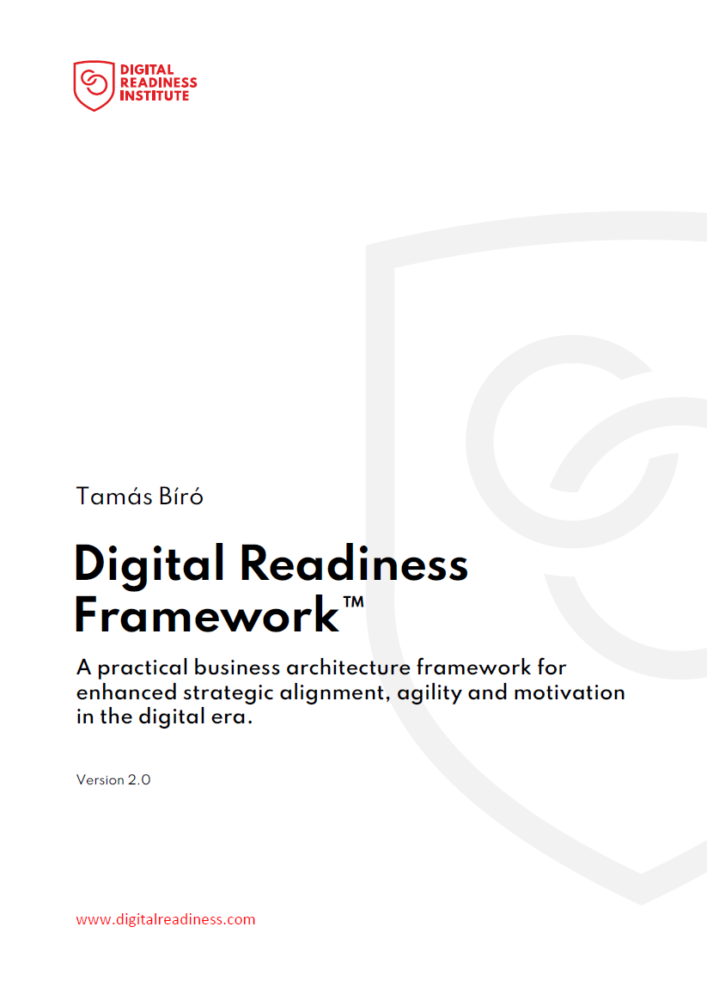 DIGITAL
READINESS
INSTITUTE
Tamás Bíró
Digital Readiness
Framework™
A practical business architecture framework for
enhanced strategic alignment, agility and motivation
in the digital era.
Version 2.0
www.digitalreadiness.com